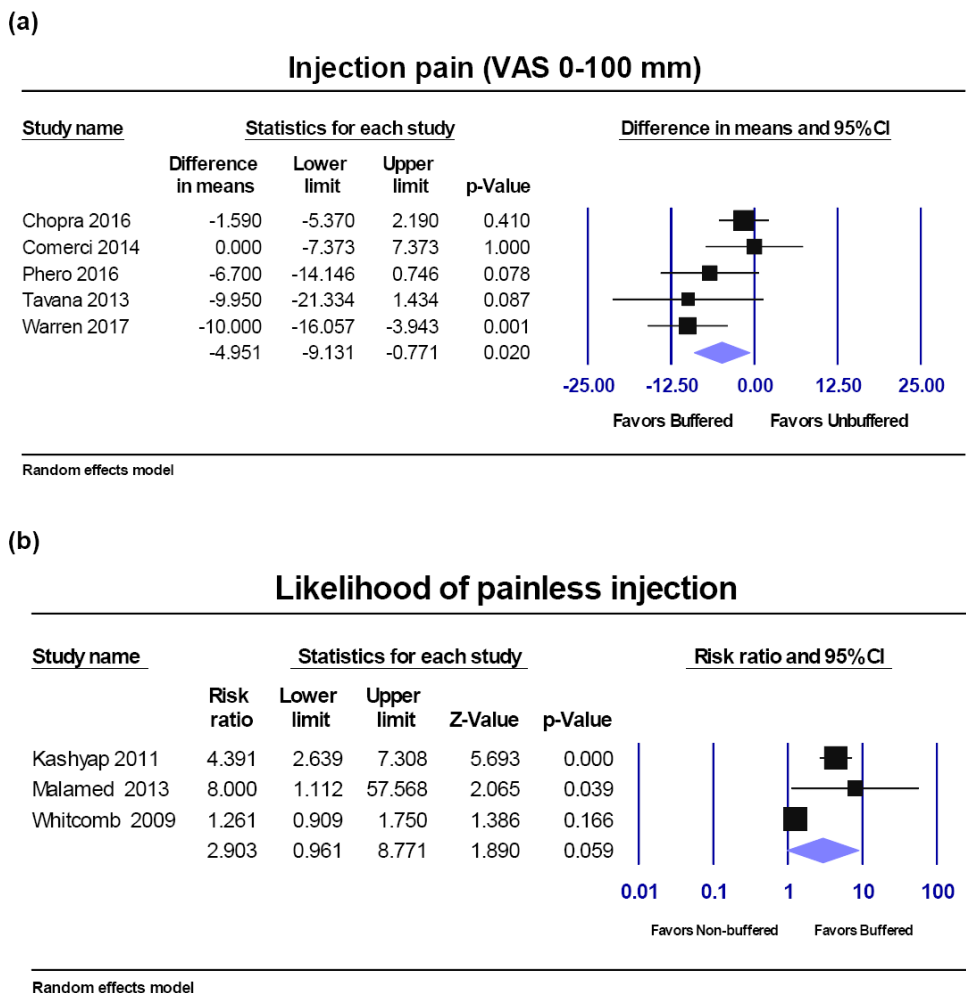 (a)
Injection pain (VAS 0-100 mm)
Study name Statistics for each study Difference in means and 95%CI
Difference in means Lower limit Upper limit p-Value
Chopra 2016 -1.590 -5.370 2.190 0.410
Comerci 2014 0.000 -7.373 7.373 1.000
Phero 2016 -6.700 -14.146 0.746 0.078
Tavana 2013 -9.950 -21.334 1.434 0.087
Warren 2017 -10.000 -16.057 -3.943 0.001
-4.951 -9.131 -0.771 0.020
-25.00 -12.50 0.00 12.50 25.00
Favors Buffered Favors Unbuffered
Random effects model
(b)
Likelihood of painless injection
Study name Statistics for each study Risk ratio and 95%CI
Risk ratio Lower limit Upper limit Z-Value p-Value
Kashyap 2011 4.391 2.639 7.308 5.693 0.000
Malamed 2013 8.000 1.112 57.568 2.065 0.039
Whitcomb 2009 1.261 0.909 1.750 1.386 0.166
2.903 0.961 8.771 1.890 0.059
0.01 0.1 1 10 100
Favors Non-buffered Favors Buffered
Random effects model